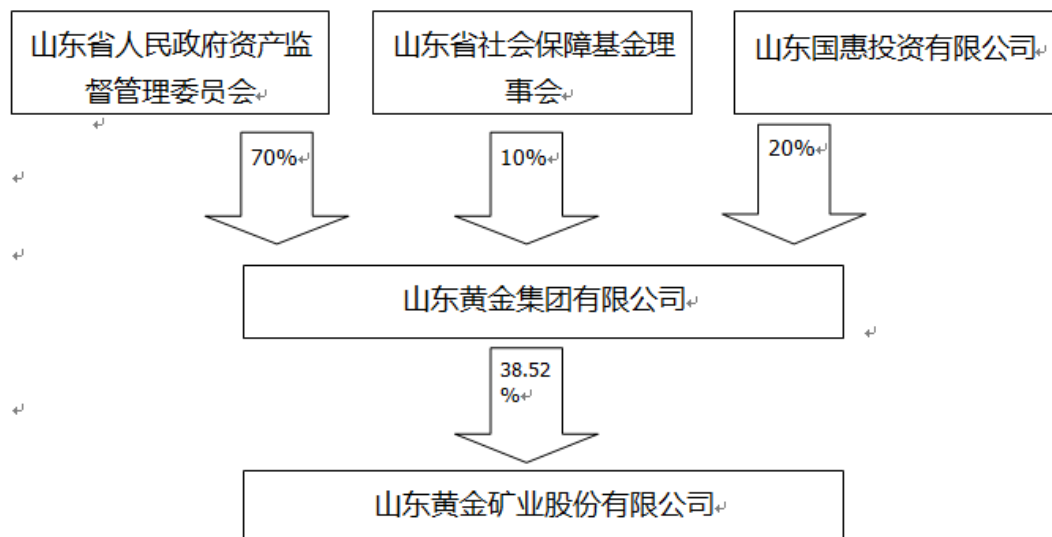 山东省人民政府资产监
督管理委员会
山东省社会保障基金理
事会
山东国惠投资有限公司
70%
10%
20%
山东黄金集团有限公司
38.52
%
山东黄金矿业股份有限公司